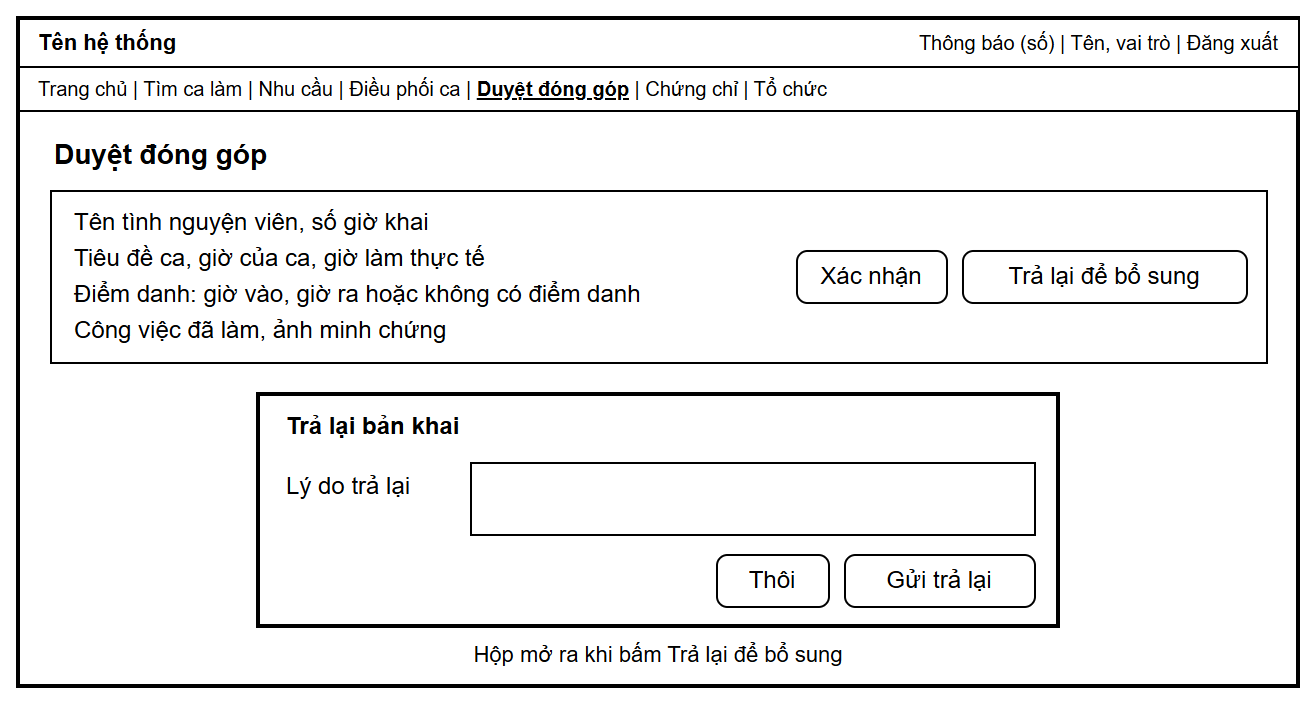 Tên hệ thống
Thông báo (số) | Tên, vai trò | Đăng xuất
Trang chủ | Tìm ca làm | Nhu cầu | Điều phối ca | Duyệt đóng góp | Chứng chỉ | Tổ chức
Duyệt đóng góp
Tên tình nguyện viên, số giờ khai
Tiêu đề ca, giờ của ca, giờ làm thực tế
Điểm danh: giờ vào, giờ ra hoặc không có điểm danh
Công việc đã làm, ảnh minh chứng
Xác nhận
Trả lại để bổ sung
Trả lại bản khai
Lý do trả lại
Thôi
Gửi trả lại
Hộp mở ra khi bấm Trả lại để bổ sung